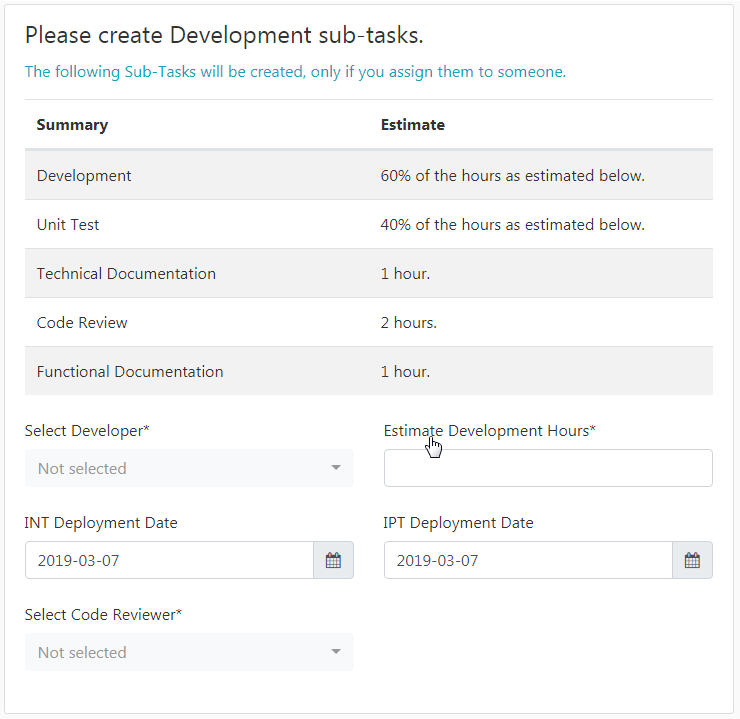 Please create Development sub-tasks.
The following Sub-Tasks will be created, only if you assign them to someone.
Summary Estimate
Development 60% of the hours as estimated below.
Unit Test 40% of the hours as estimated below.
Technical Documentation 1 hour.
Code Review 2 hours.
Functional Documentation 1 hour.
Select Developer* Estimate Development Hours*
Not selected
INT Deployment Date IPT Deployment Date
2019-03-07 2019-03-07
Select Code Reviewer*
Not selected